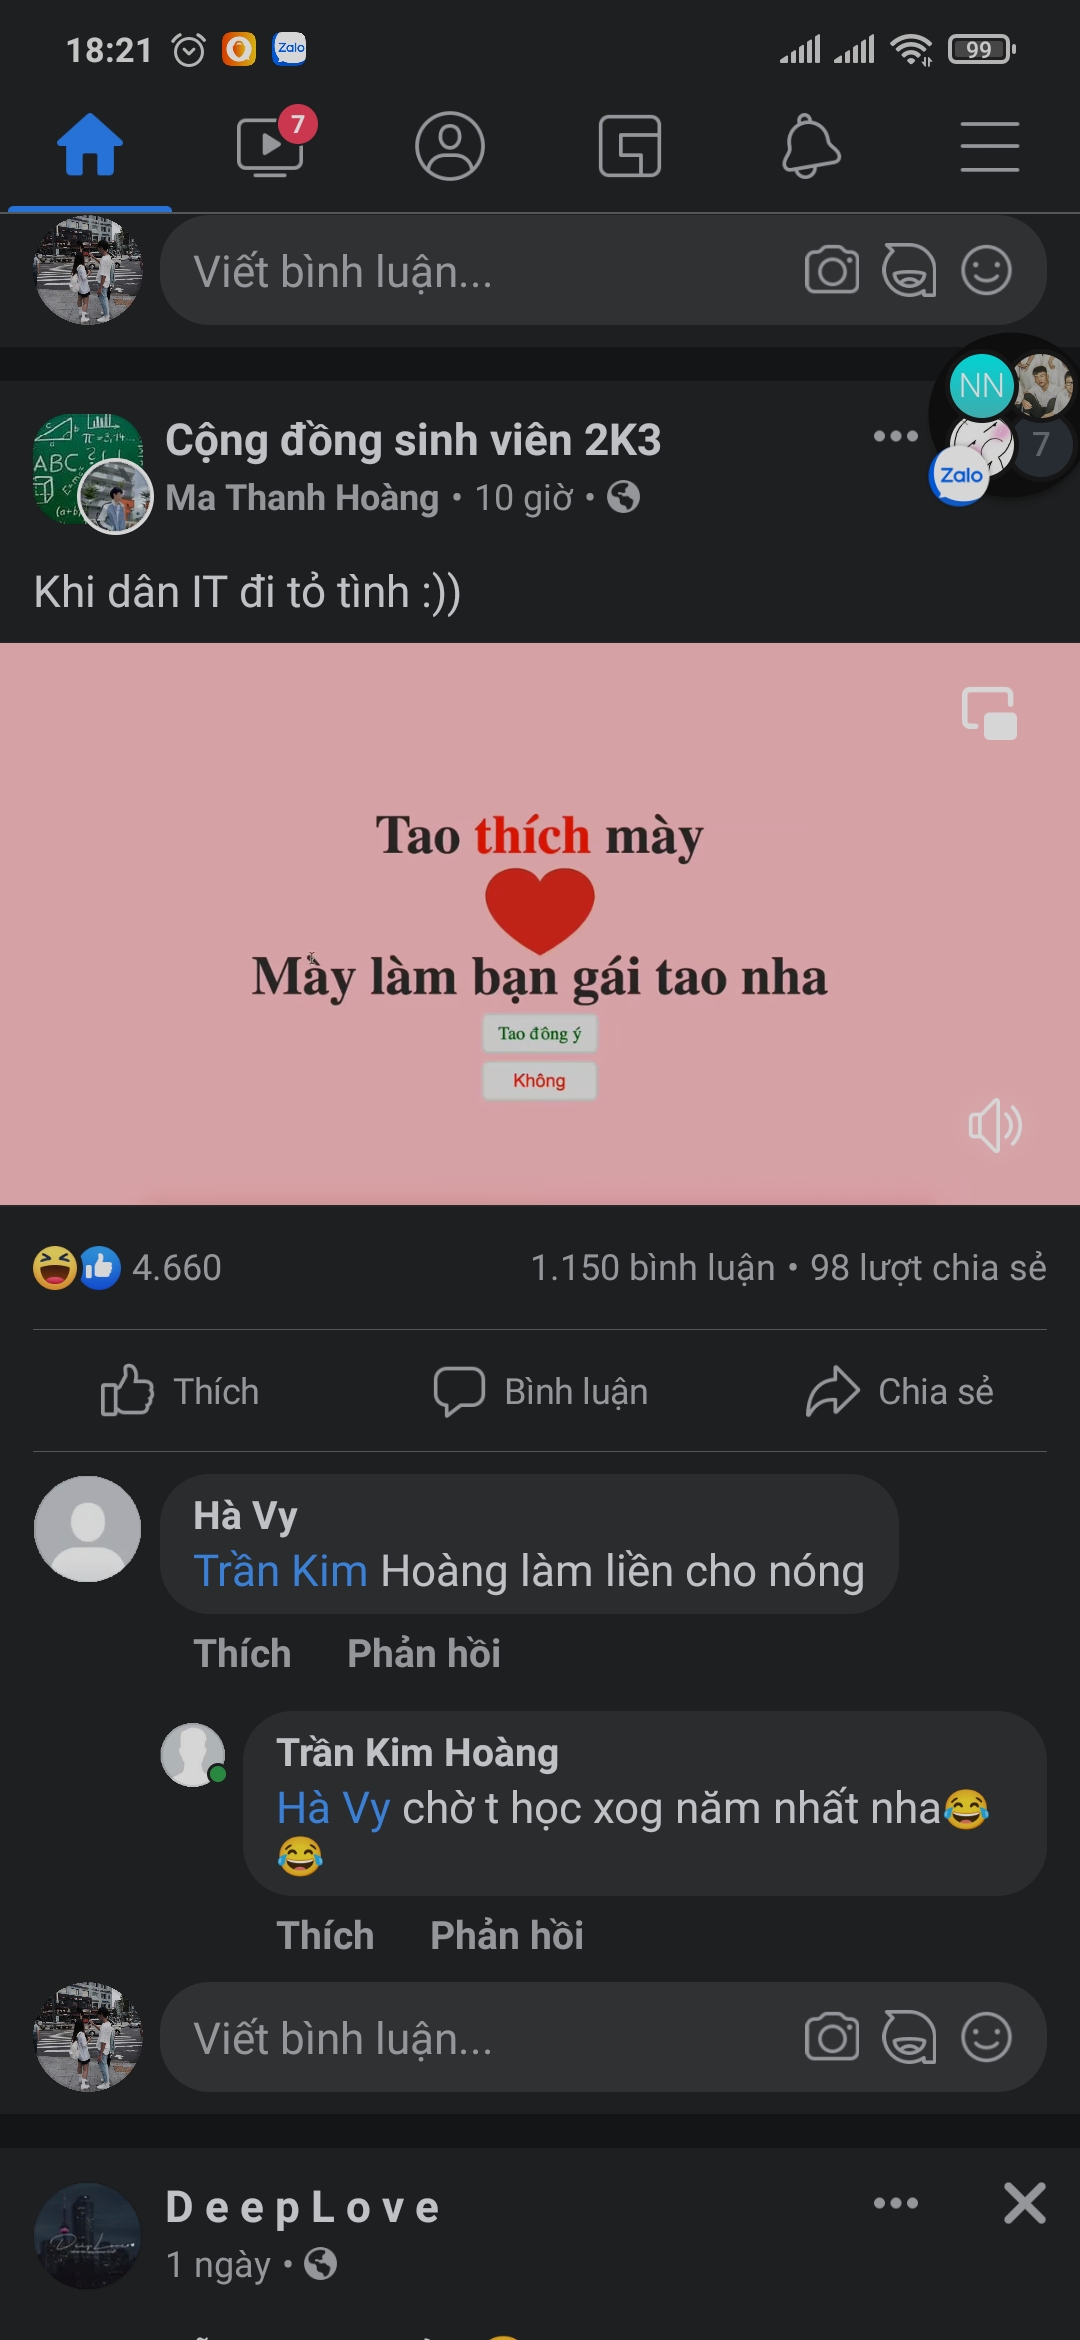 18:21
Zalo
99
7
Viết bình luận...
NN
7
Zalo
Cộng đồng sinh viên 2K3
Ma Thanh Hoàng • 10 giờ •
Khi dân IT đi tỏ tình :))
Tao thích mày
Mày làm bạn gái tao nha
Tao đông ý
Không
4.660
1.150 bình luận • 98 lượt chia sẻ
Thích
Bình luận
Chia sẻ
Hà Vy
Trần Kim Hoàng làm liền cho nóng
Thích Phản hồi
Trần Kim Hoàng
Hà Vy chờ t học xog năm nhất nha😂
😂
Thích Phản hồi
Viết bình luận...
D e e p L o v e
1 ngày •